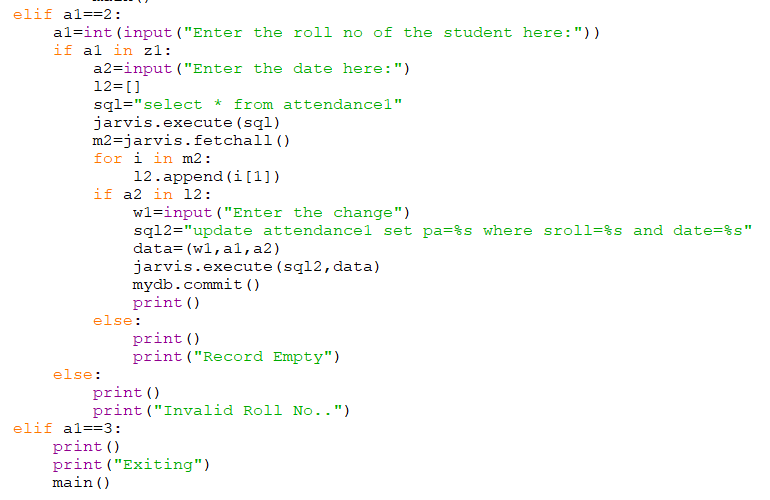 main()
elif a1==2:
    a1=int(input("Enter the roll no of the student here:"))
    if a1 in z1:
        a2=input("Enter the date here:")
        l2=[]
        sql="select * from attendance1"
        jarvis.execute(sql)
        m2=jarvis.fetchall()
        for i in m2:
            l2.append(i[1])
        if a2 in l2:
            w1=input("Enter the change")
            sql2="update attendance1 set pa=%s where sroll=%s and date=%s"
            data=(w1,a1,a2)
            jarvis.execute(sql2,data)
            mydb.commit()
            print()
        else:
            print()
            print("Record Empty")
    else:
        print()
        print("Invalid Roll No..")
elif a1==3:
    print()
    print("Exiting")
    main()